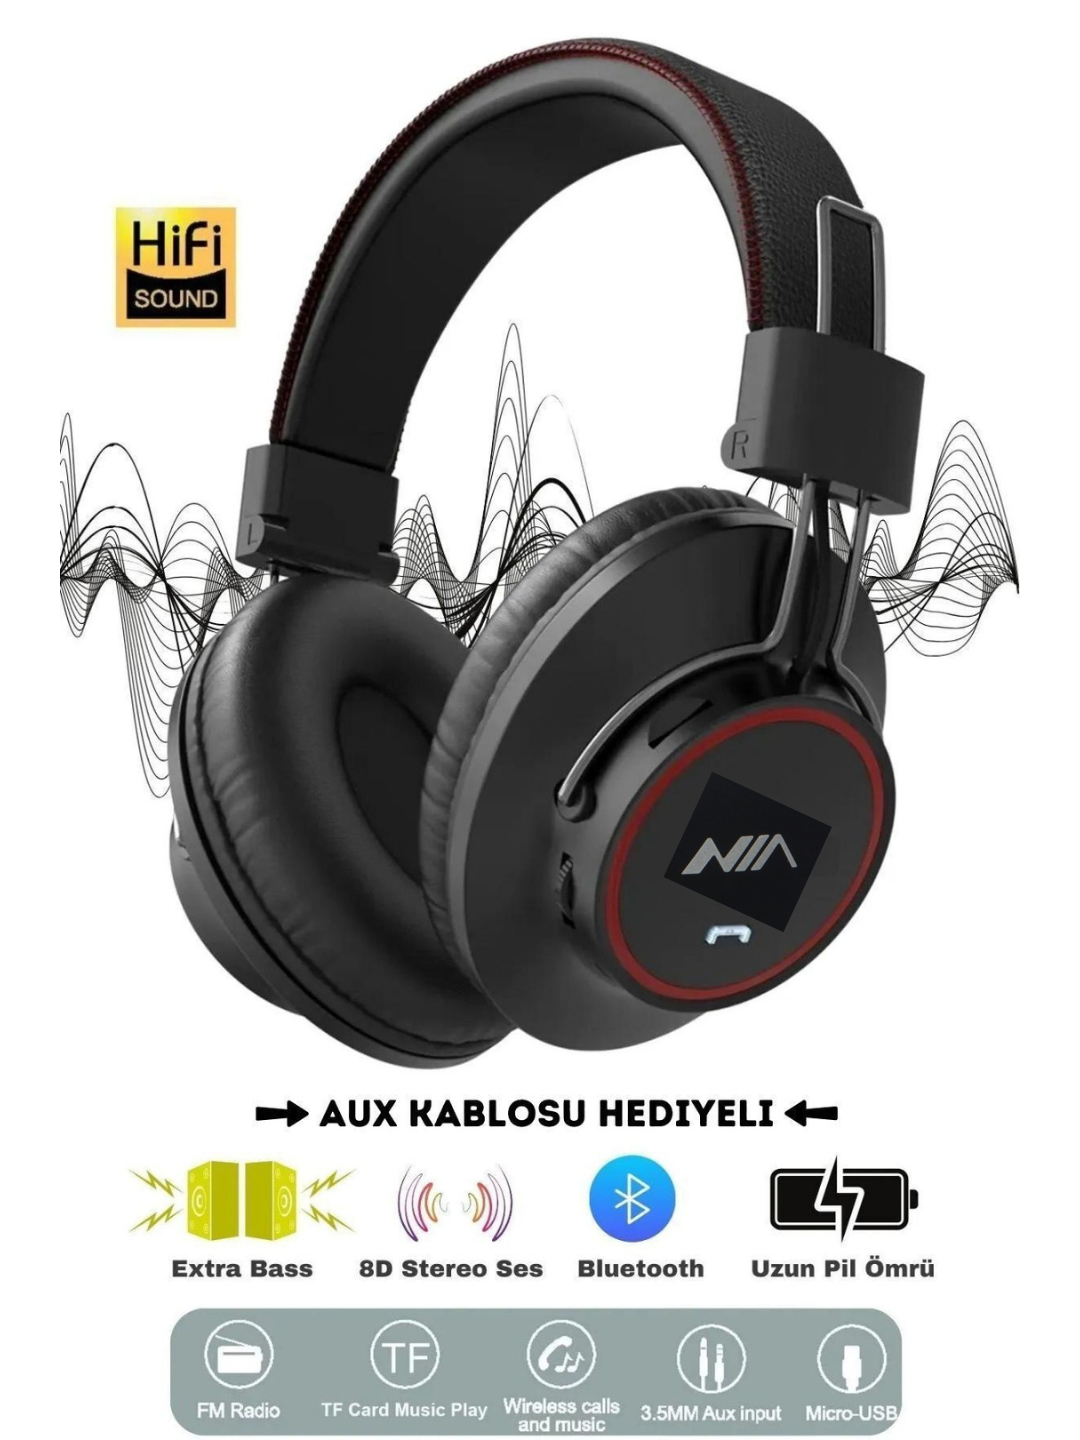 HiFi
SOUND
L
R
NIA
AUX KABLOSU HEDIYELI
Extra Bass
8D Stereo Ses
Bluetooth
Uzun Pil Ömrü
TF
FM Radio
TF Card Music Play
Wireless calls
and music
3.5MM Aux input
Micro-USB